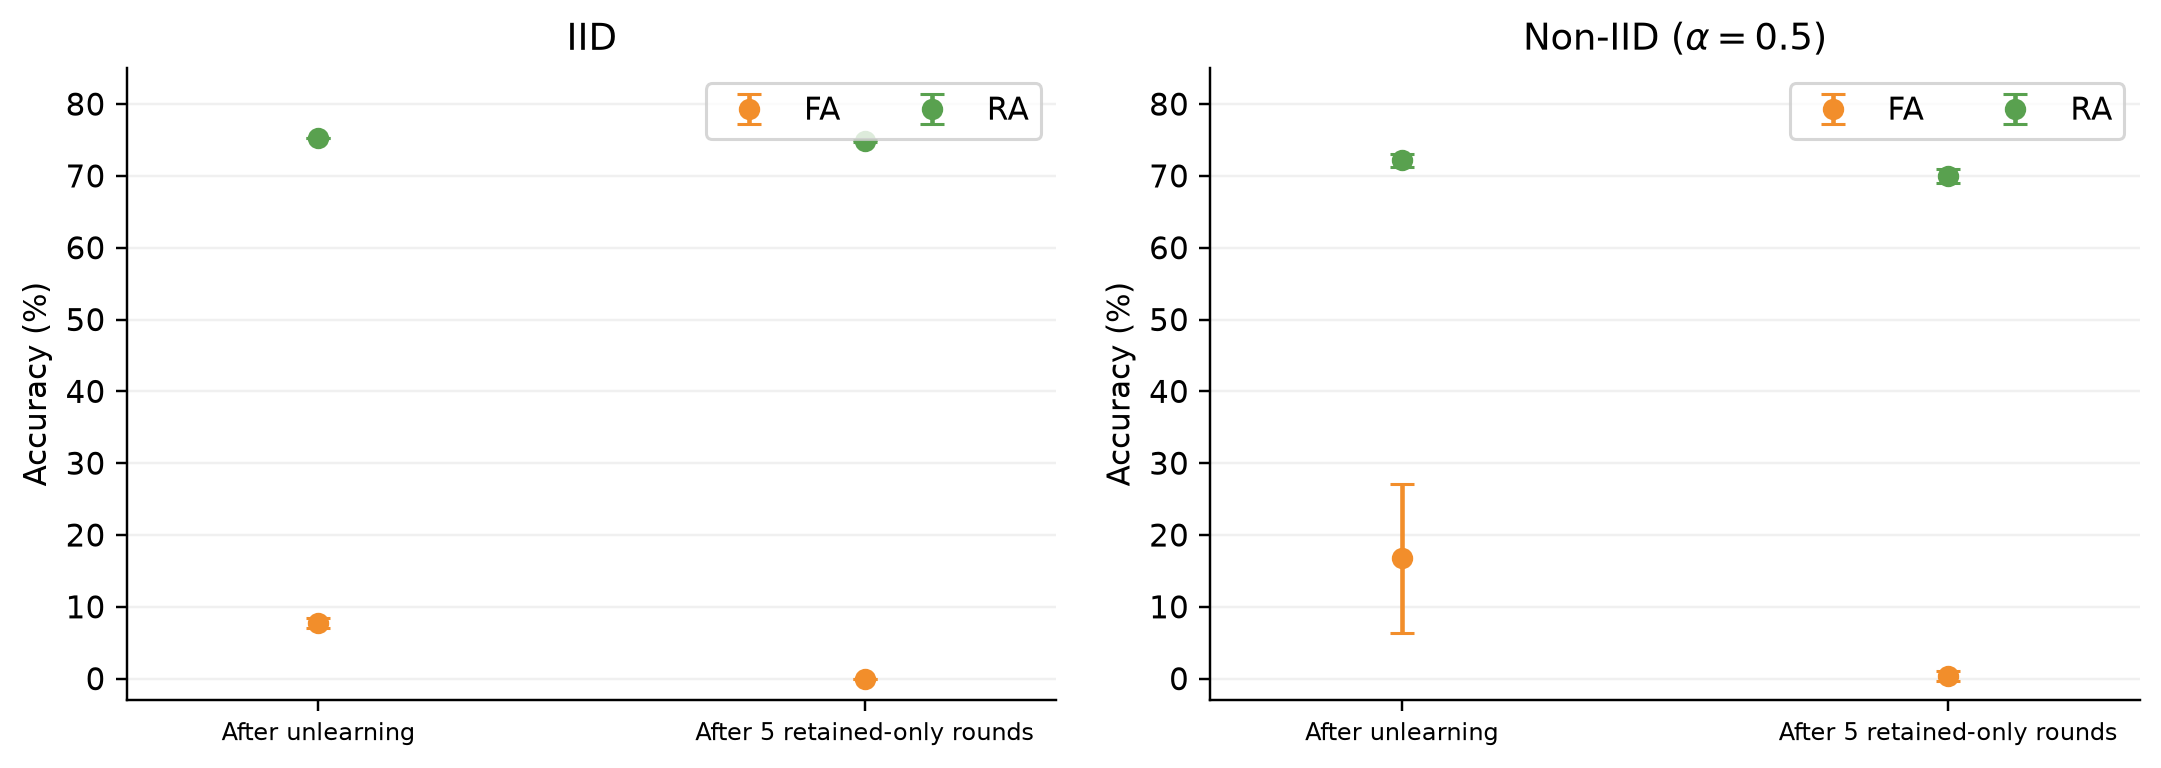 IID
FA RA
Accuracy (%)
80
70
60
50
40
30
20
10
0
After unlearning After 5 retained-only rounds
Non-IID (α = 0.5)
FA RA
Accuracy (%)
80
70
60
50
40
30
20
10
0
After unlearning After 5 retained-only rounds